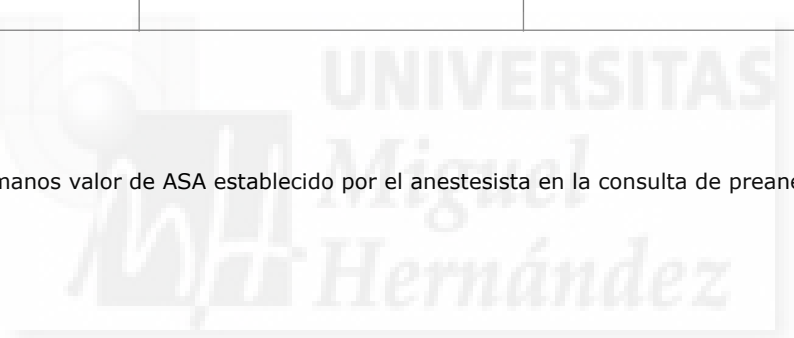 UNIVERSITAS
manos valor de ASA establecido por el anestesista en la consulta de preane
Miguel
Hernández